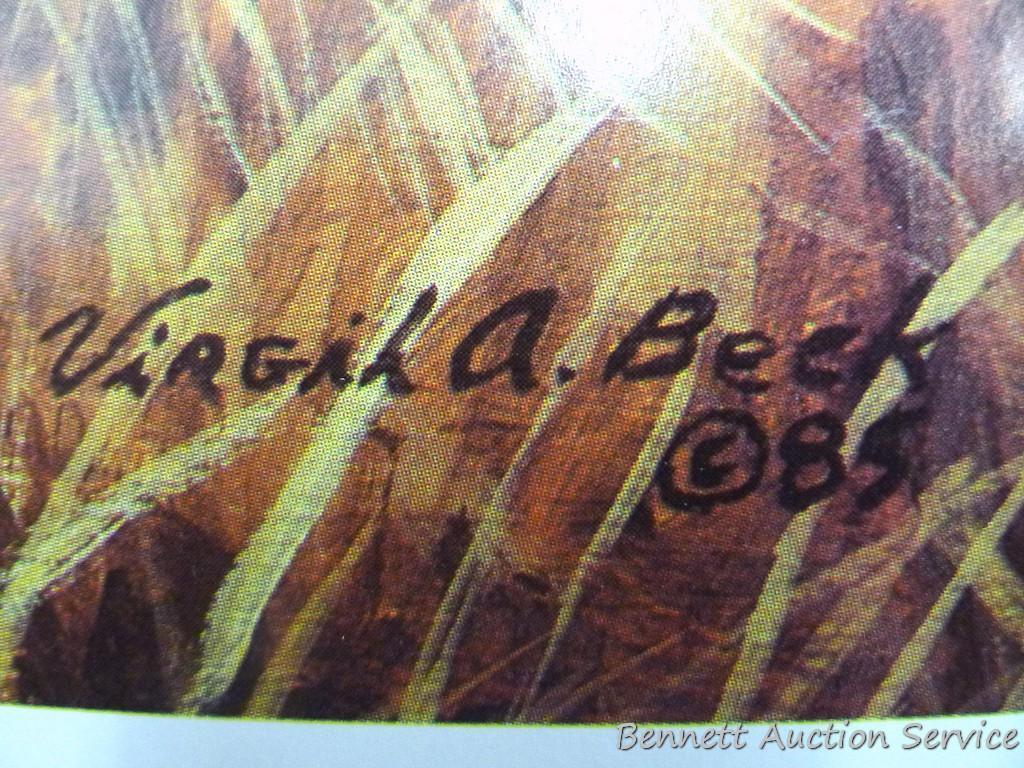 Virgil A. Beck
© 85
Bennett Auction Service